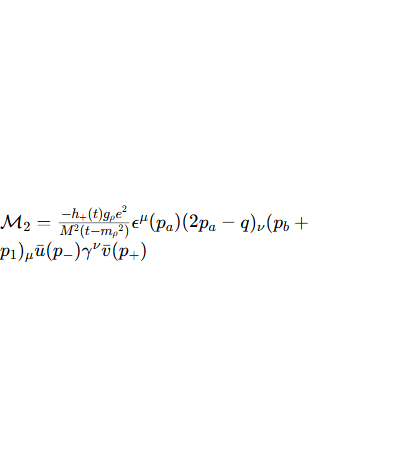 $\mathcal{M}_2 = \frac{-h_+(t)g_\rho e^2}{M^2(t-m_\rho{}^2)}\epsilon^\mu(p_a)(2p_a - q)_\nu(p_b +$
$p_1)_\mu \bar{u}(p_-)\gamma^\nu \bar{v}(p_+)$